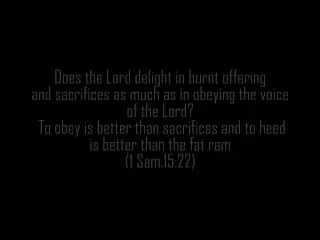 Does the Lord delight in burnt offering
and sacrifices as much as in obeying the voice
of the Lord?
To obey is better than sacrifices and to heed
is better than the fat ram
(1 Sam.15:22)